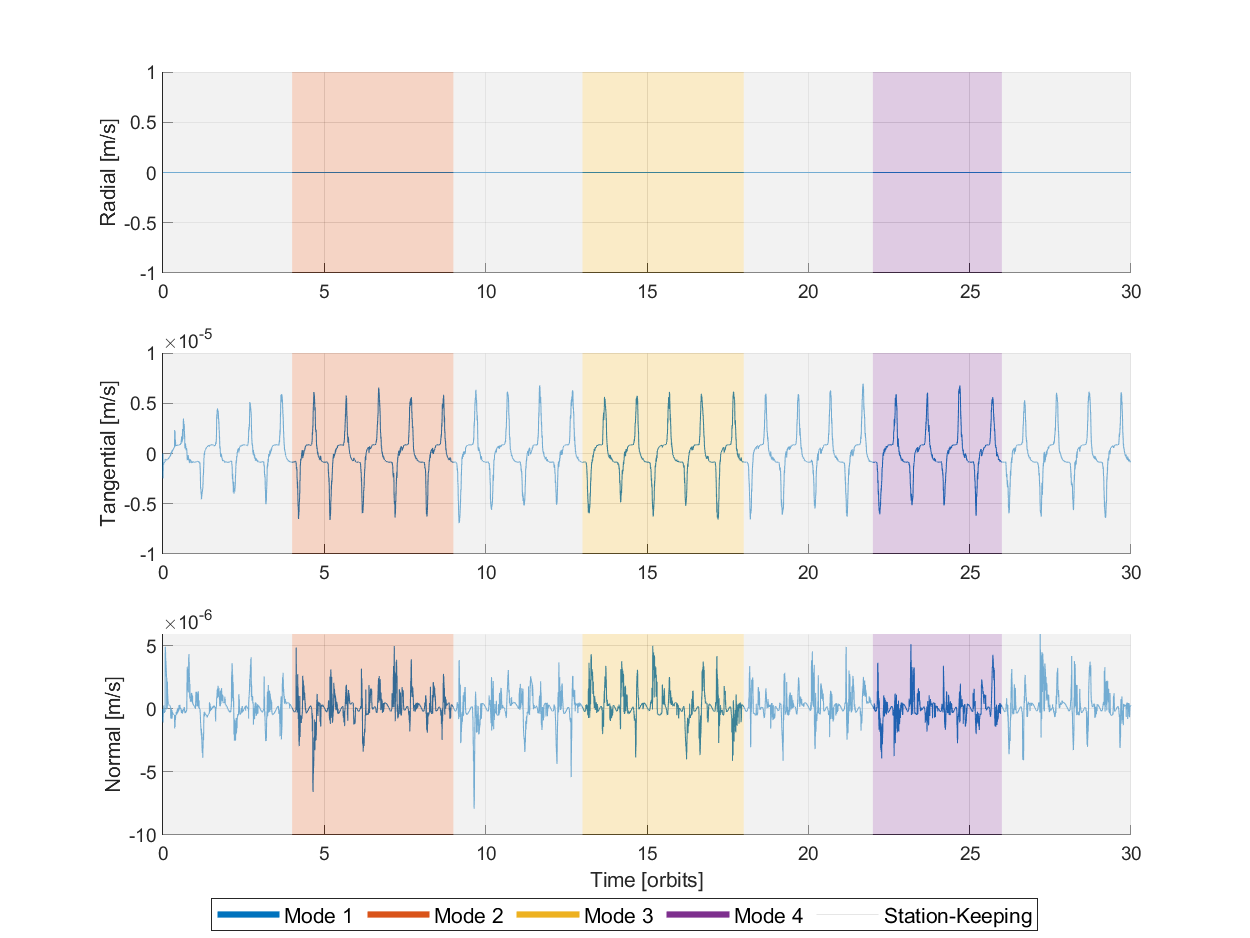 Radial [m/s]
1
0.5
0
-0.5
-1
0 5 10 15 20 25 30
×10-5
Tangential [m/s]
1
0.5
0
-0.5
-1
0 5 10 15 20 25 30
×10-6
Normal [m/s]
5
0
-5
-10
0 5 10 15 20 25 30
Time [orbits]
Mode 1 Mode 2 Mode 3 Mode 4 Station-Keeping